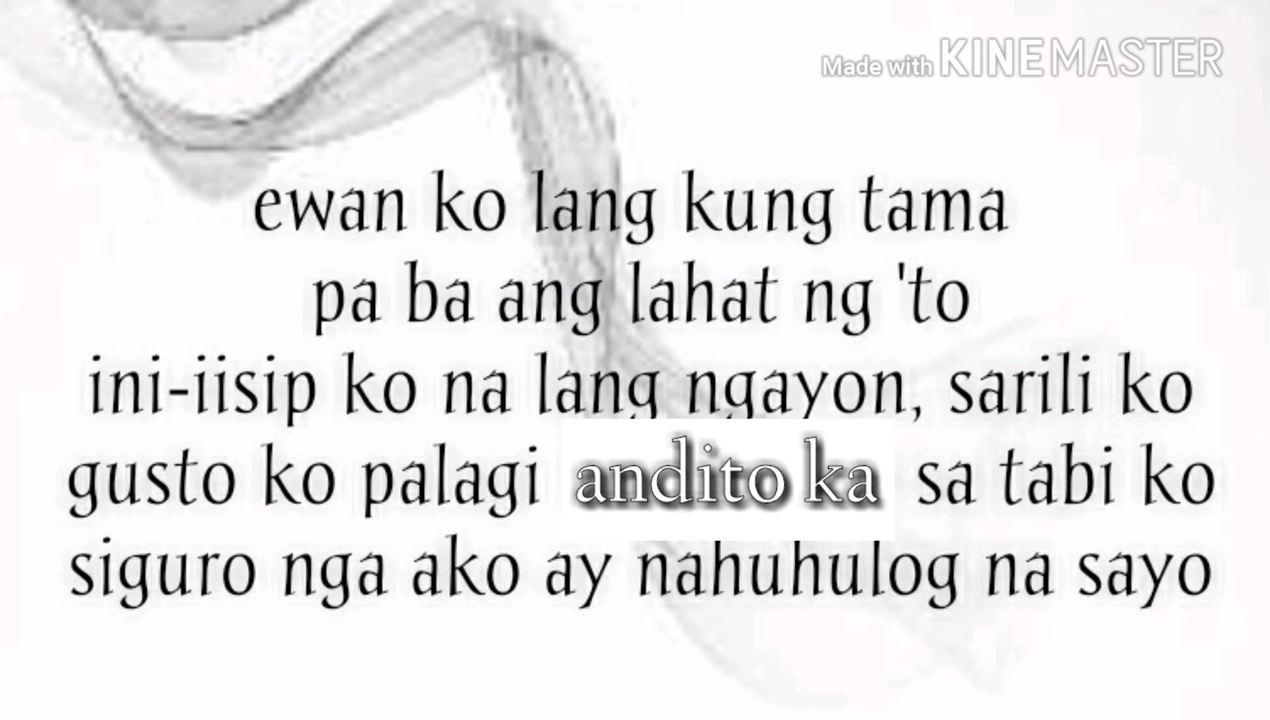 Made with KINEMASTER
ewan ko lang kung tama
pa ba ang lahat ng 'to
ini-iisip ko na lang ngayon, sarili ko
gusto ko palagi andito ka sa tabi ko
siguro nga ako ay nahuhulog na sayo